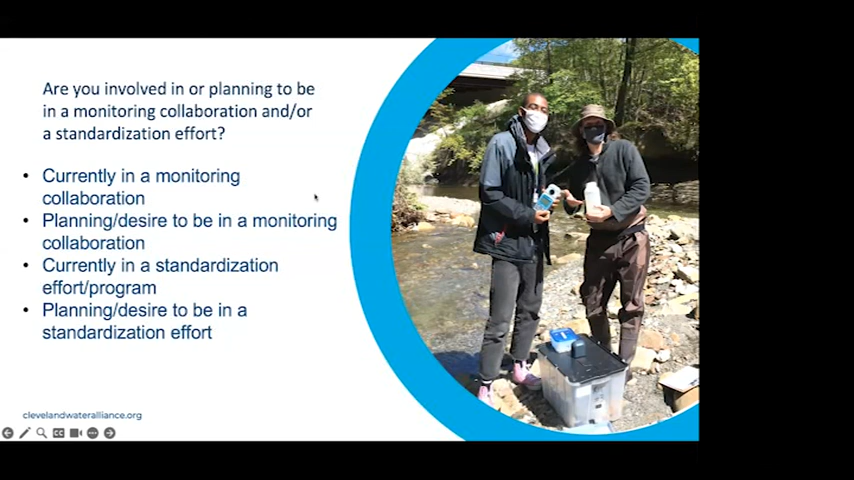 Are you involved in or planning to be
in a monitoring collaboration and/or
a standardization effort?
• Currently in a monitoring
collaboration
• Planning/desire to be in a monitoring
collaboration
• Currently in a standardization
effort/program
• Planning/desire to be in a
standardization effort
clevelandwateralliance.org